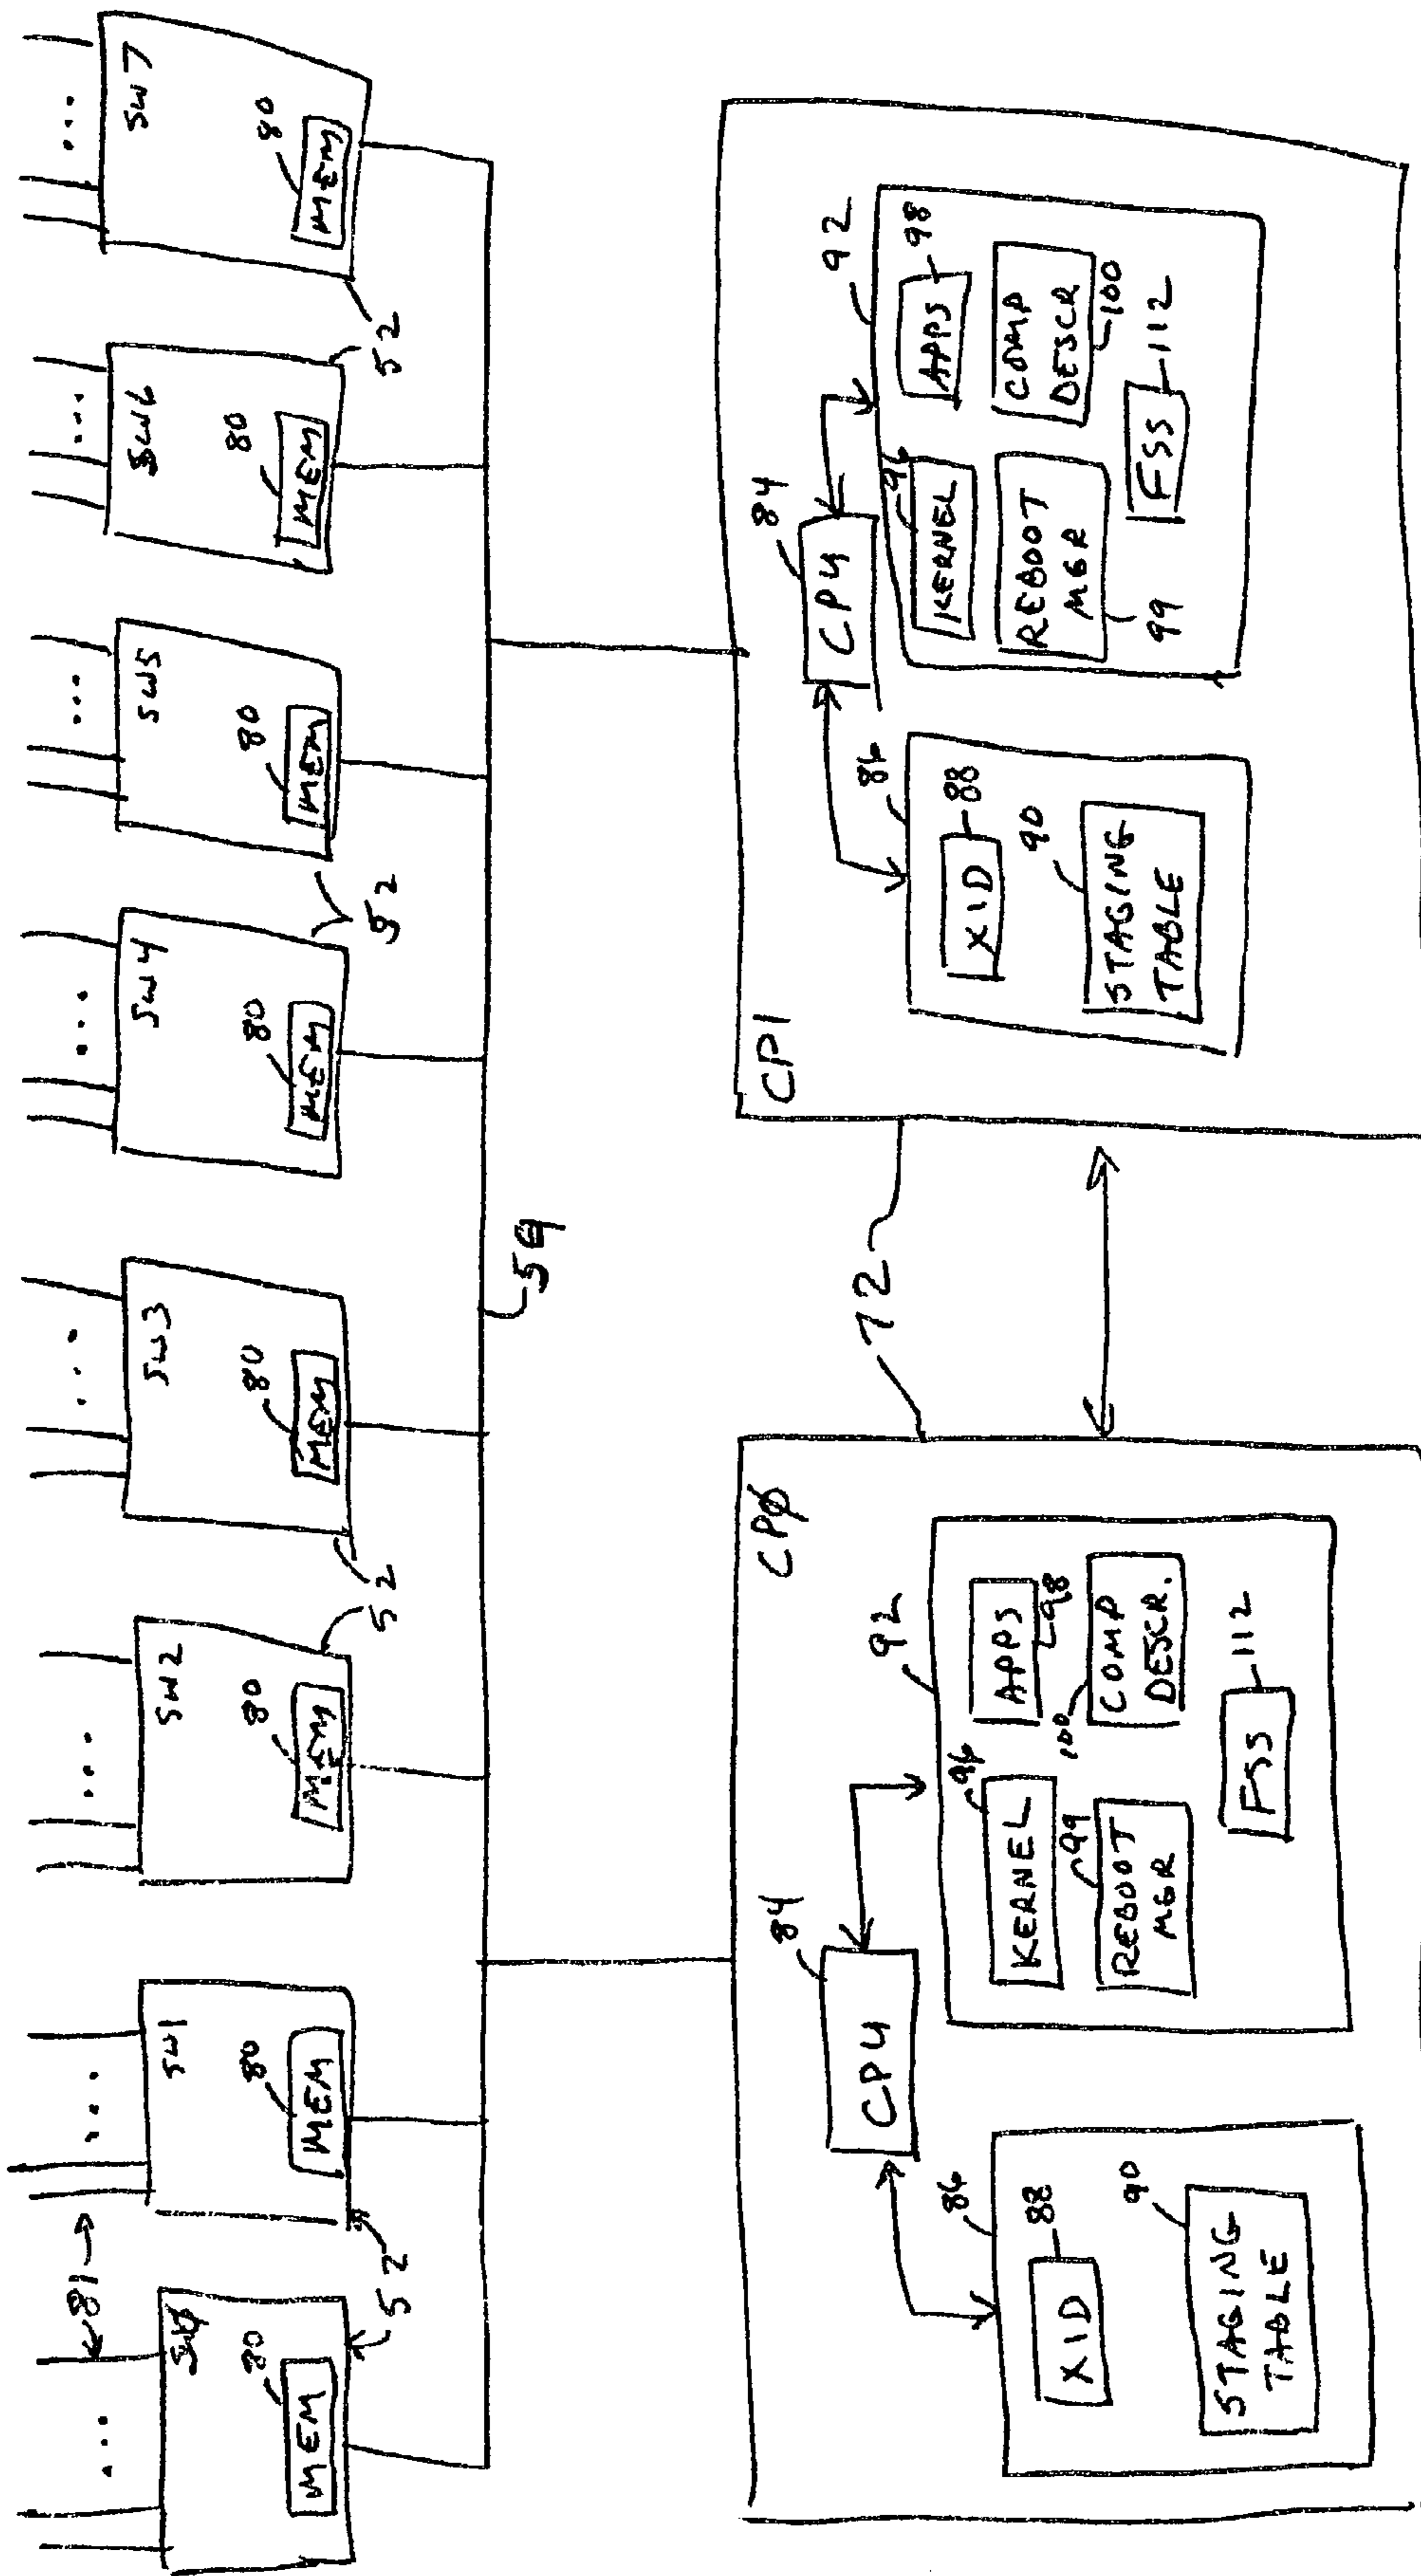 81
SWØ
80
MEM
52
SW1
80
MEM
52
SW2
80
MEM
52
SW3
80
MEM
52
SW4
80
MEM
52
SW5
80
MEM
SW6
80
MEM
52
SW7
80
MEM
59
72
CPØ
84
CPU
86
XID
88
90
STAGING
TABLE
92
KERNEL
96
APPS
98
99
REBOOT
MGR
100
COMP
DESCR.
FSS
112
CP1
84
CPU
86
XID
88
90
STAGING
TABLE
92
KERNEL
96
APPS
98
REBOOT
MGR
99
COMP
DESCR
100
FSS
112